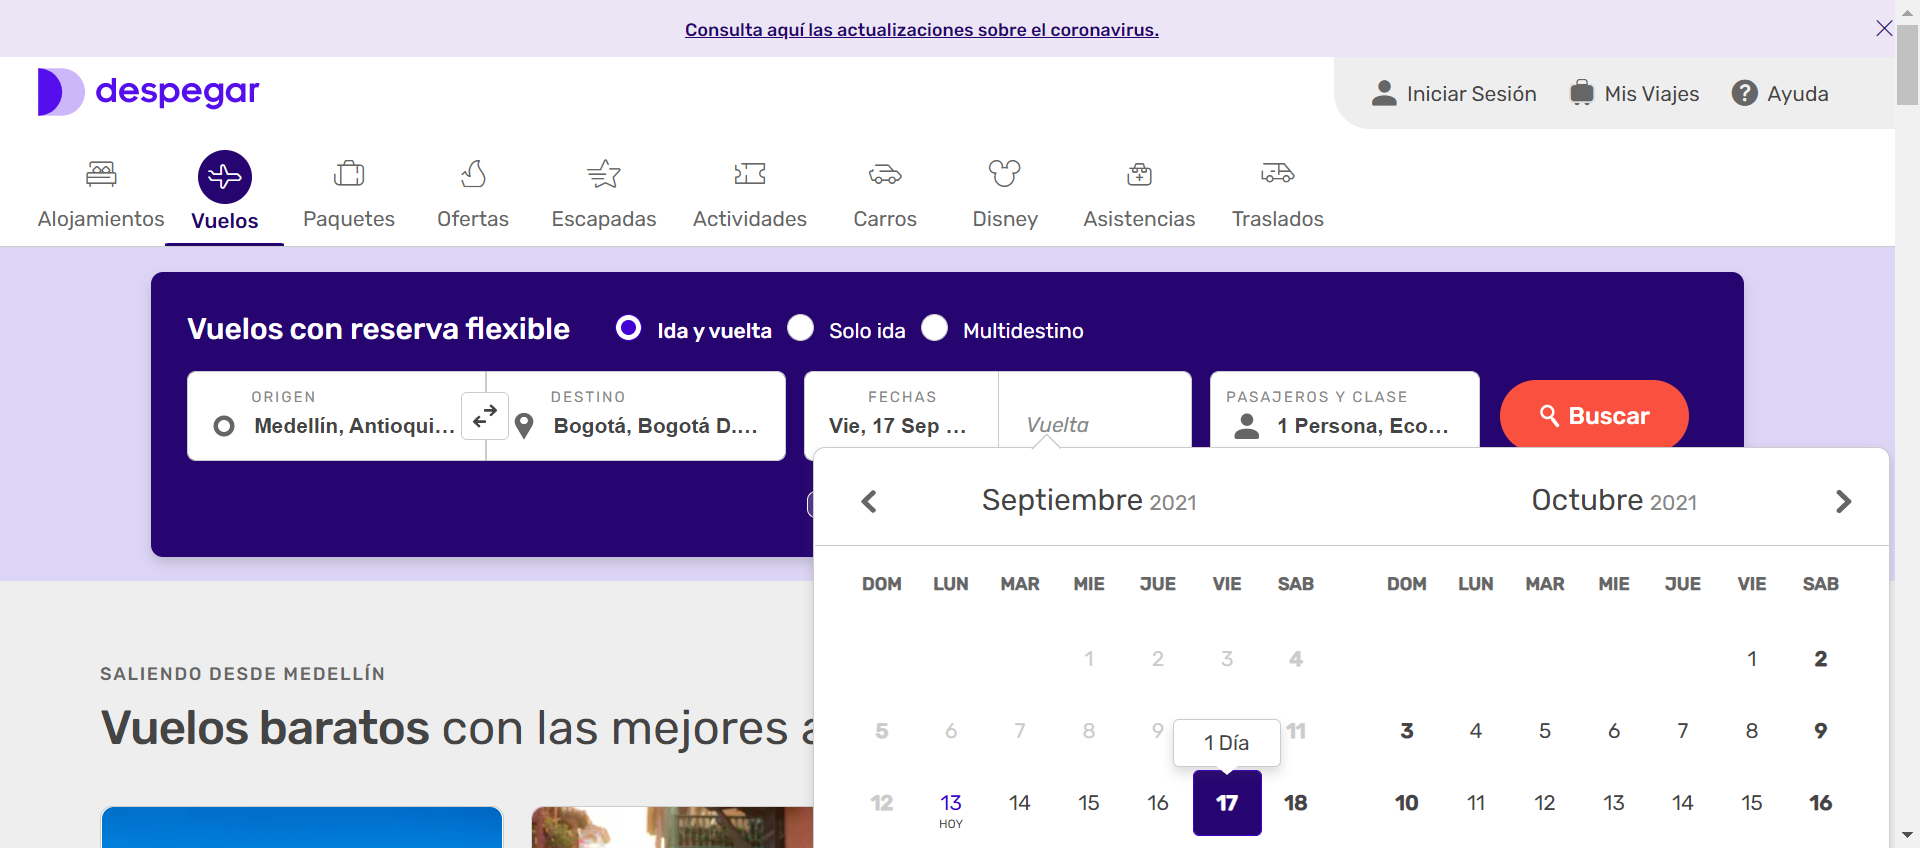 Consulta aquí las actualizaciones sobre el coronavirus.
despegar
Iniciar Sesión
Mis Viajes
Ayuda
Alojamientos
Vuelos
Paquetes
Ofertas
Escapadas
Actividades
Carros
Disney
Asistencias
Traslados
Vuelos con reserva flexible
Ida y vuelta
Solo ida
Multidestino
ORIGEN
Medellín, Antioqui...
DESTINO
Bogotá, Bogotá D....
FECHAS
Vie, 17 Sep ...
Vuelta
PASAJEROS Y CLASE
1 Persona, Eco...
Buscar
Septiembre 2021
DOM LUN MAR MIE JUE VIE SAB
1 2 3 4
5 6 7 8 9 11
1 Día
12 13 14 15 16 17 18
HOY
Octubre 2021
DOM LUN MAR MIE JUE VIE SAB
1 2
3 4 5 6 7 8 9
10 11 12 13 14 15 16
SALIENDO DESDE MEDELLÍN
Vuelos baratos con las mejores